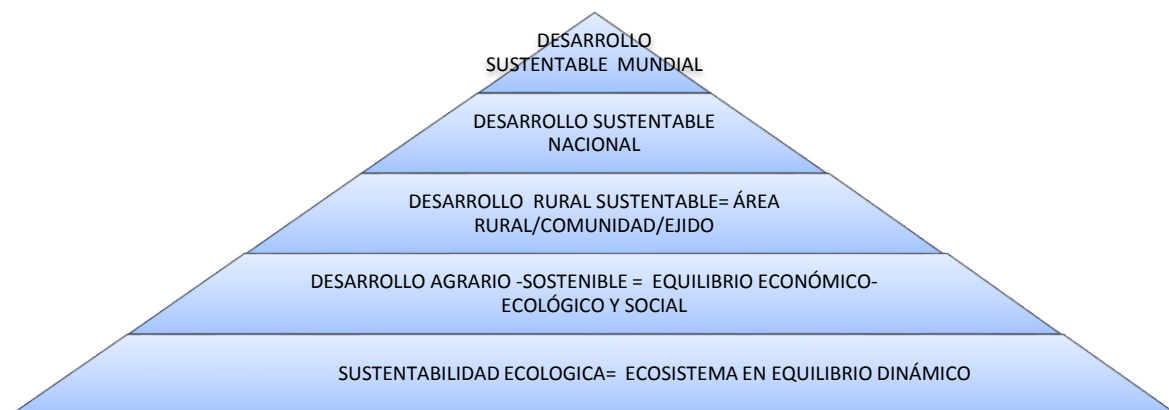 DESARROLLO
SUSTENTABLE MUNDIAL
DESARROLLO SUSTENTABLE
NACIONAL
DESARROLLO RURAL SUSTENTABLE= ÁREA
RURAL/COMUNIDAD/EJIDO
DESARROLLO AGRARIO -SOSTENIBLE = EQUILIBRIO ECONÓMICO-
ECOLÓGICO Y SOCIAL
SUSTENTABILIDAD ECOLOGICA= ECOSISTEMA EN EQUILIBRIO DINÁMICO